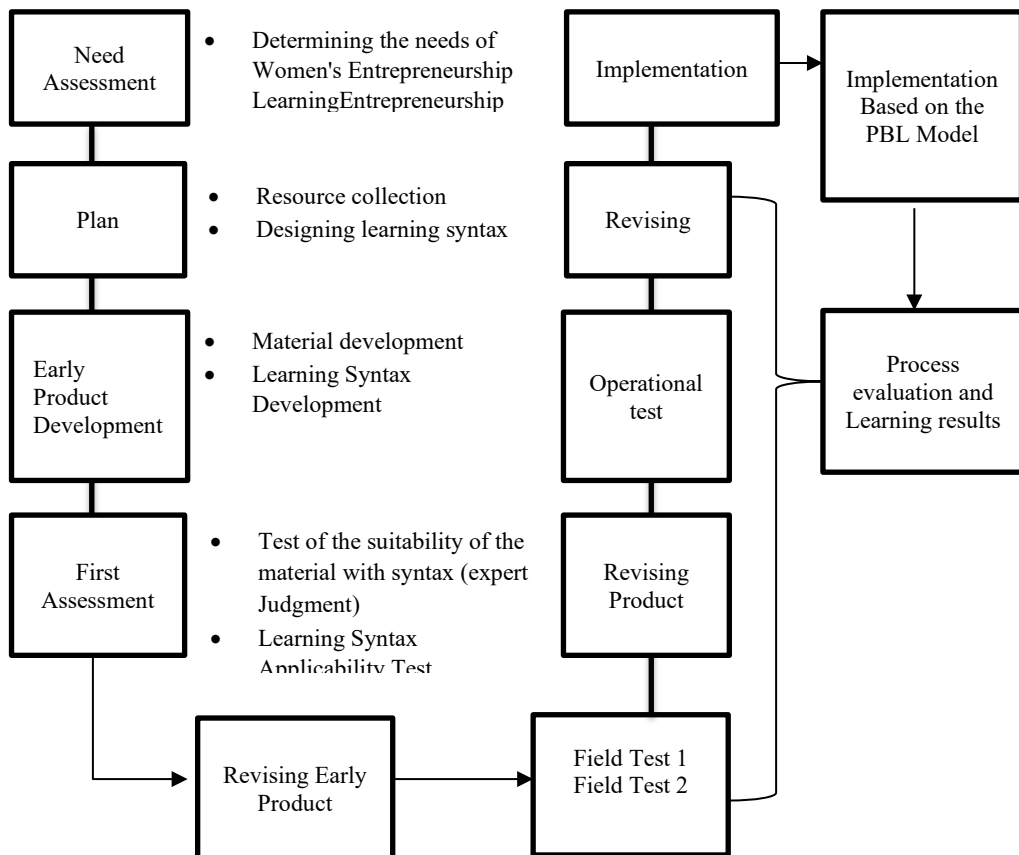 Need
Assessment
• Determining the needs of
Women's Entrepreneurship
LearningEntrepreneurship
Plan
• Resource collection
• Designing learning syntax
Early
Product
Development
• Material development
• Learning Syntax
Development
First
Assessment
• Test of the suitability of the
material with syntax (expert
Judgment)
• Learning Syntax
Applicability Test
Revising Early
Product
Field Test 1
Field Test 2
Revising
Product
Operational
test
Revising
Implementation
Implementation
Based on the
PBL Model
Process
evaluation and
Learning results